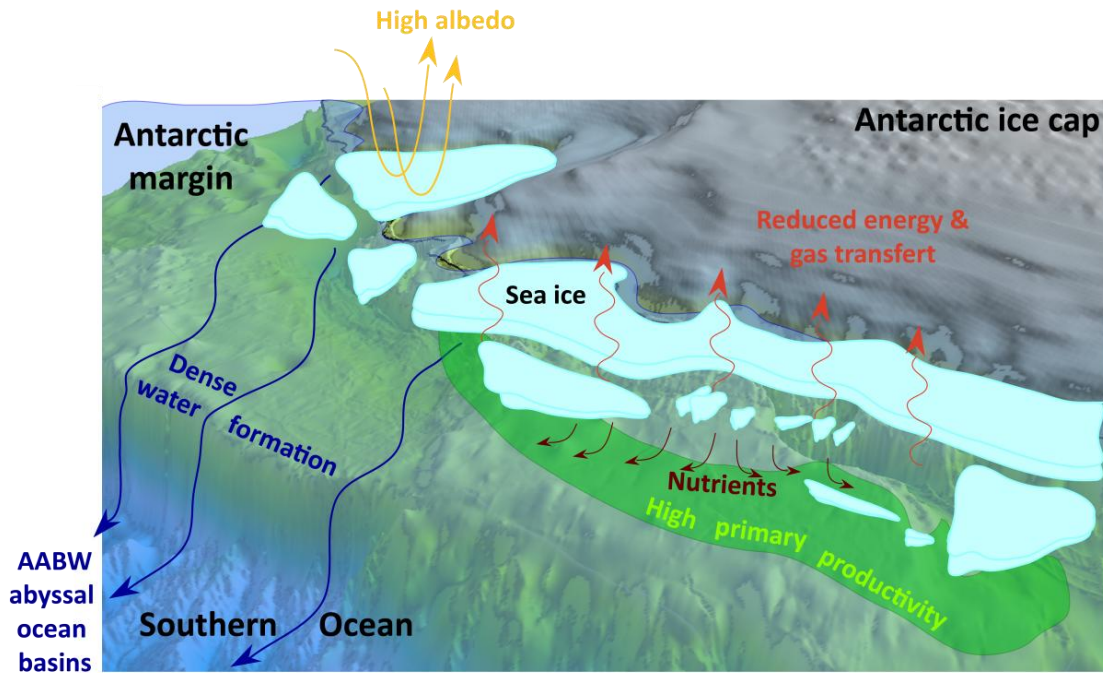 High albedo
Antarctic
margin
Antarctic ice cap
Reduced energy &
gas transfert
Sea ice
Dense
water formation
Nutrients
High primary productivity
AABW
abyssal
ocean
basins
Southern Ocean